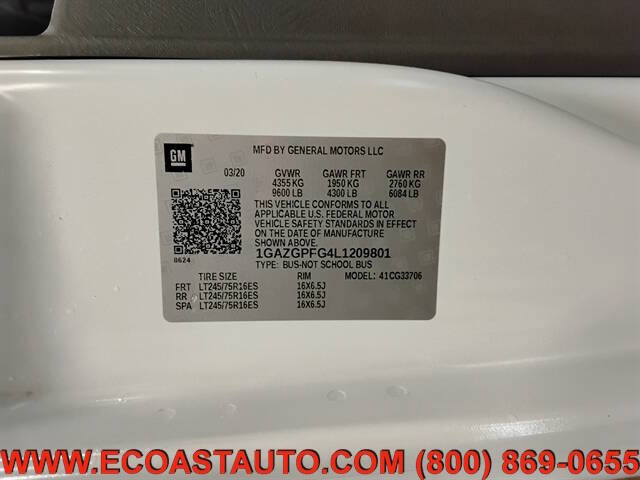 GM
MFD BY GENERAL MOTORS LLC
03/20 GVWR GAWR FRT GAWR RR
4355 KG 1950 KG 2760 KG
9600 LB 4300 LB 6084 LB
THIS VEHICLE CONFORMS TO ALL
APPLICABLE U.S. FEDERAL MOTOR
VEHICLE SAFETY STANDARDS IN EFFECT
ON THE DATE OF MANUFACTURE SHOWN ABOVE.
1GAZGPFG4L1209801
0624 TYPE: BUS-NOT SCHOOL BUS
TIRE SIZE RIM MODEL: 41CG33706
FRT LT245/75R16ES 16X6.5J
RR LT245/75R16ES 16X6.5J
SPA LT245/75R16ES 16X6.5J
WWW.ECOASTAUTO.COM (800) 869-0655